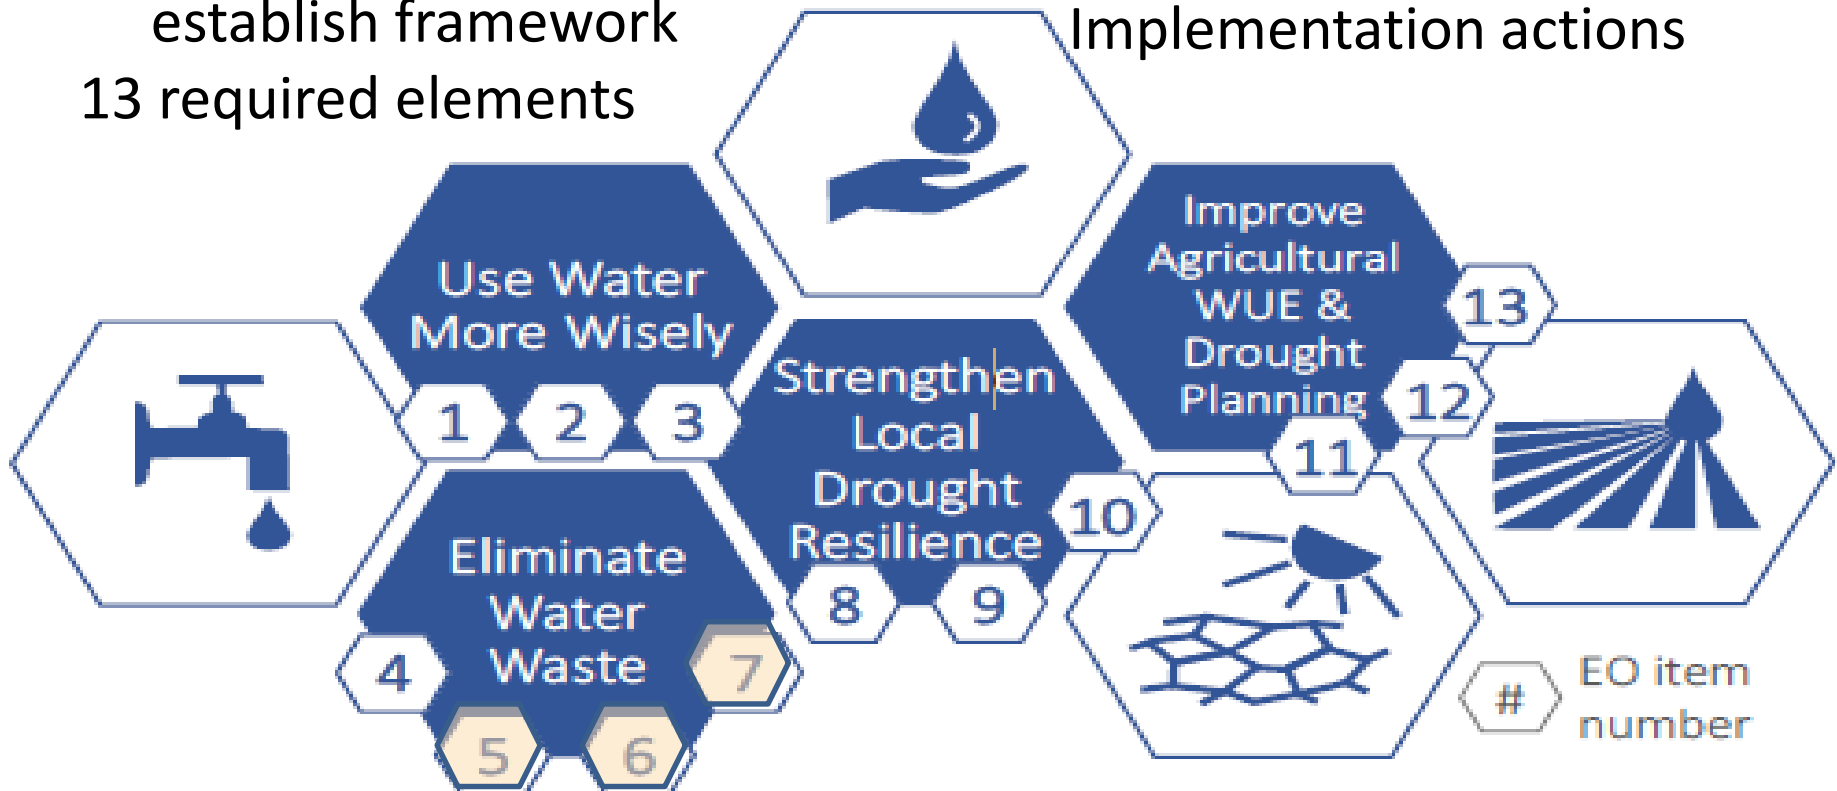 establish framework
13 required elements
Implementation actions
Use Water
More Wisely
1 2 3
Eliminate
Water
Waste
4
5
6
7
Strengthen
Local
Drought
Resilience
8
9
10
Improve
Agricultural
WUE &
Drought
Planning
11
12
13
# EO item
number